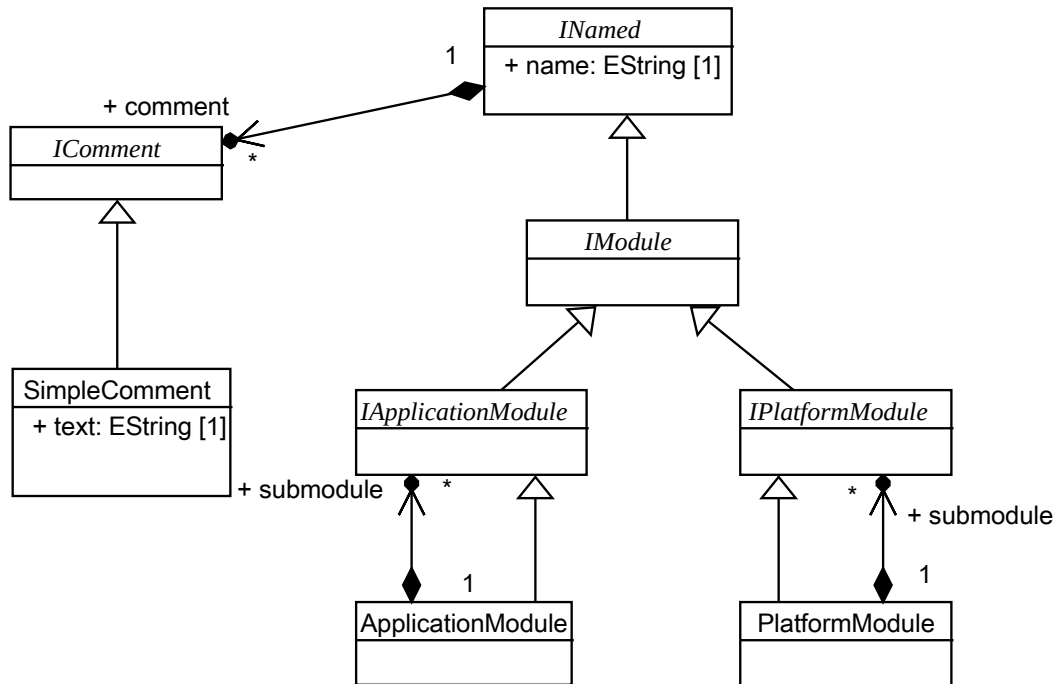 INamed
1
+ name: EString [1]
+ comment
IComment
*
IModule
SimpleComment
+ text: EString [1]
IApplicationModule
IPlatformModule
+ submodule
*
*
+ submodule
1
1
ApplicationModule
PlatformModule